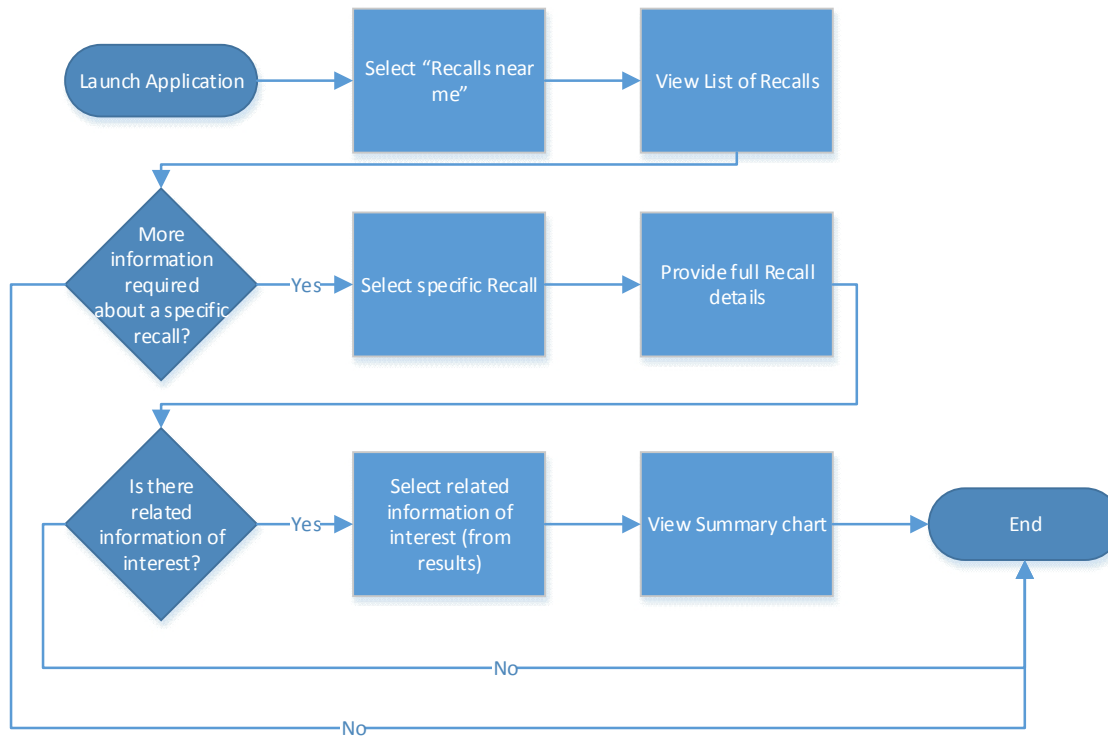 Launch Application
Select “Recalls near
me”
View List of Recalls
More
information
required
about a specific
recall?
Yes
Select specific Recall
Provide full Recall
details
Is there
related
information of
interest?
Yes
Select related
information of
interest (from
results)
View Summary chart
End
No
No